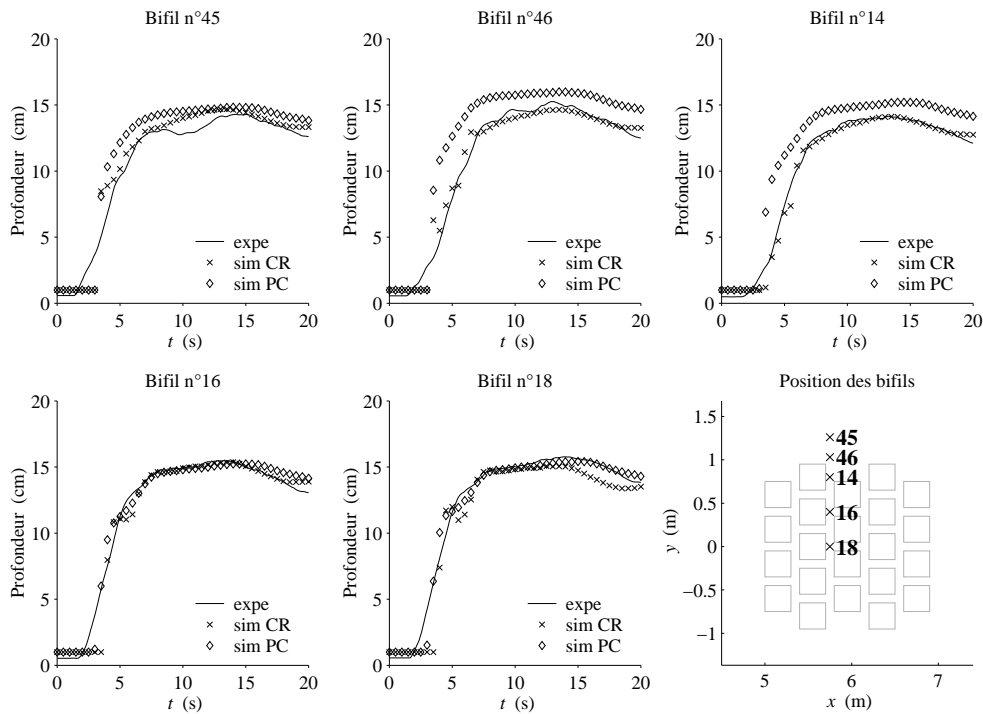 Bifil n°45
20
15
10
5
0
0 5 10 15 20
Profondeur (cm)
t (s)
expe
sim CR
sim PC
Bifil n°46
20
15
10
5
0
0 5 10 15 20
Profondeur (cm)
t (s)
expe
sim CR
sim PC
Bifil n°14
20
15
10
5
0
0 5 10 15 20
Profondeur (cm)
t (s)
expe
sim CR
sim PC
Bifil n°16
20
15
10
5
0
0 5 10 15 20
Profondeur (cm)
t (s)
expe
sim CR
sim PC
Bifil n°18
20
15
10
5
0
0 5 10 15 20
Profondeur (cm)
t (s)
expe
sim CR
sim PC
Position des bifils
1.5
1
0.5
0
−0.5
−1
5 6 7
y (m)
x (m)
45
46
14
16
18